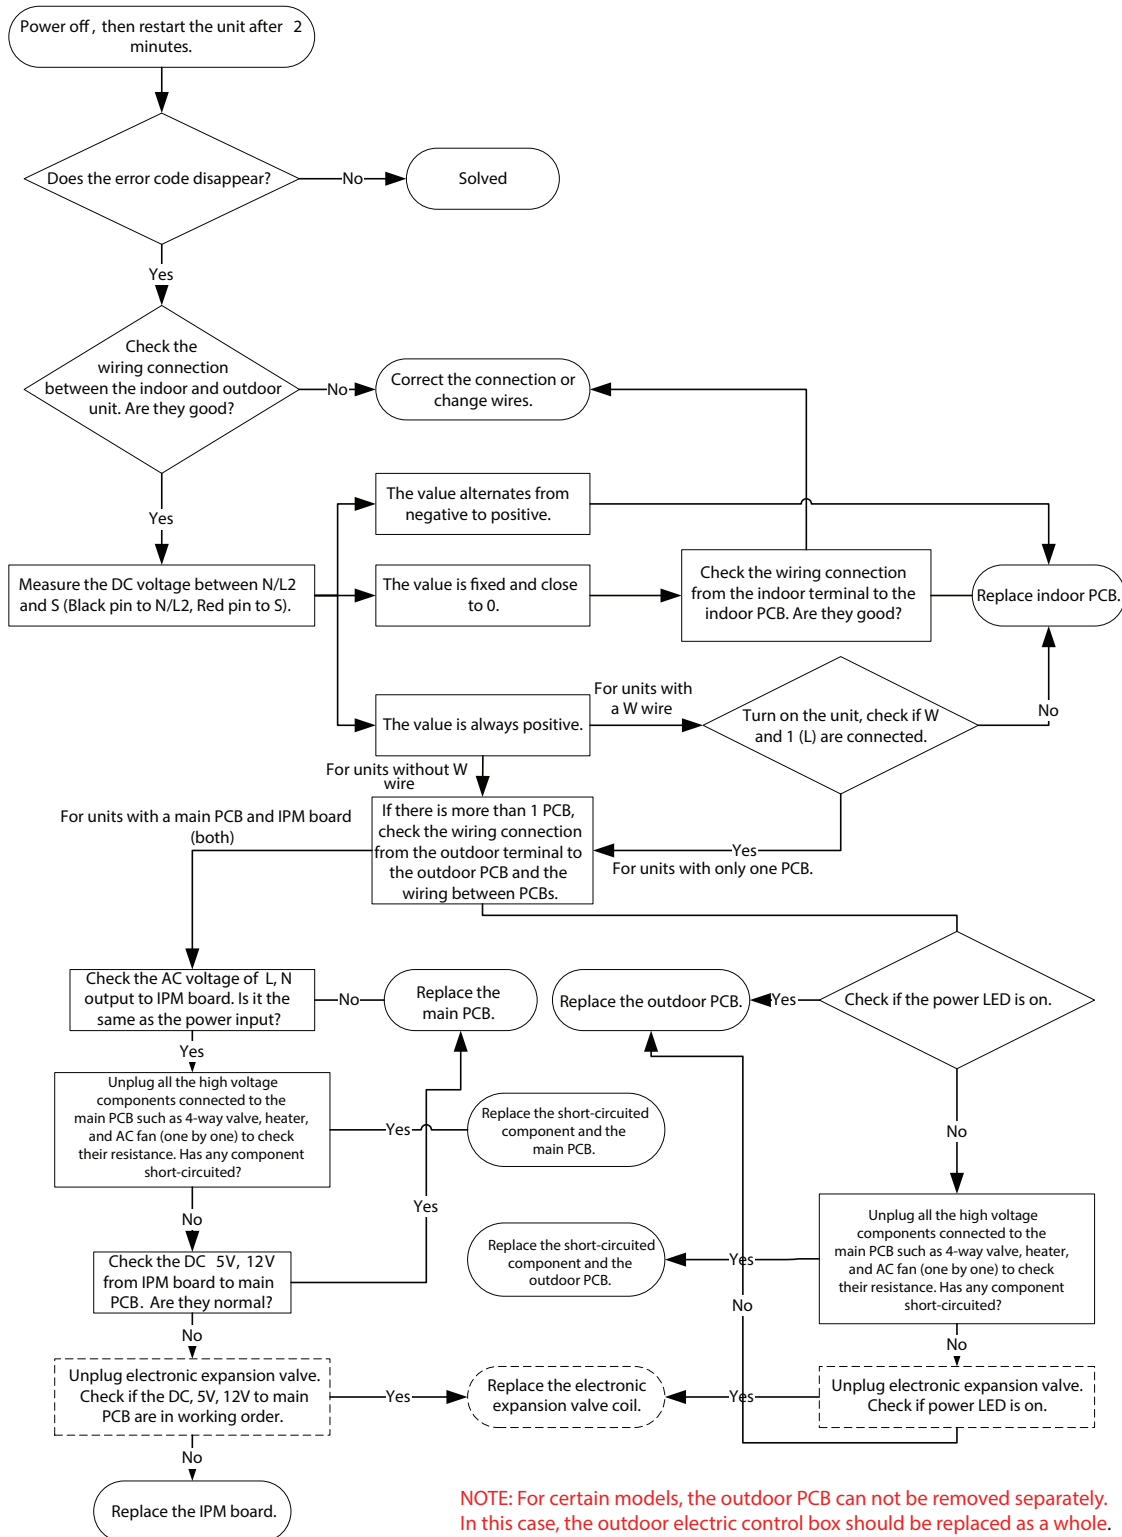 Power off, then restart the unit after 2
minutes.
Does the error code disappear?
No
Solved
Yes
Check the
wiring connection
between the indoor and outdoor
unit. Are they good?
No
Correct the connection or
change wires.
Yes
The value alternates from
negative to positive.
Measure the DC voltage between N/L2
and S (Black pin to N/L2, Red pin to S).
The value is fixed and close
to 0.
Check the wiring connection
from the indoor terminal to the
indoor PCB. Are they good?
Replace indoor PCB.
The value is always positive.
For units with
a W wire
Turn on the unit, check if W
and 1 (L) are connected.
No
For units without W
wire
For units with a main PCB and IPM board
(both)
If there is more than 1 PCB,
check the wiring connection
from the outdoor terminal to
the outdoor PCB and the
wiring between PCBs.
Yes
For units with only one PCB.
Check the AC voltage of L, N
output to IPM board. Is it the
same as the power input?
No
Replace the
main PCB.
Replace the outdoor PCB.
Yes
Check if the power LED is on.
Yes
Unplug all the high voltage
components connected to the
main PCB such as 4-way valve, heater,
and AC fan (one by one) to check
their resistance. Has any component
short-circuited?
Yes
Replace the short-circuited
component and the
main PCB.
No
No
Yes
Check the DC 5V, 12V
from IPM board to main
PCB. Are they normal?
Replace the short-circuited
component and the
outdoor PCB.
Yes
Unplug all the high voltage
components connected to the
main PCB such as 4-way valve, heater,
and AC fan (one by one) to check
their resistance. Has any component
short-circuited?
No
No
No
Unplug electronic expansion valve.
Check if the DC, 5V, 12V to main
PCB are in working order.
Yes
Replace the electronic
expansion valve coil.
Yes
Unplug electronic expansion valve.
Check if power LED is on.
No
Replace the IPM board.
NOTE: For certain models, the outdoor PCB can not be removed separately.
In this case, the outdoor electric control box should be replaced as a whole.